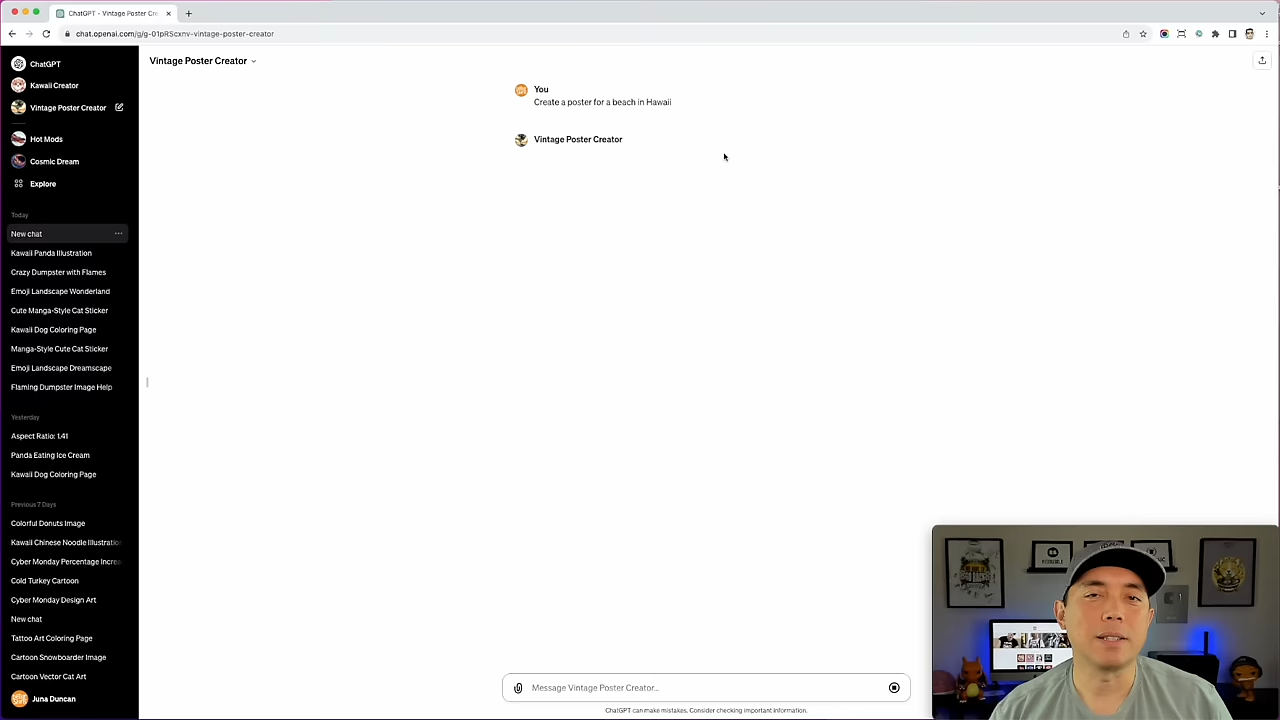 ChatGPT - Vintage Poster Cre
chat.openai.com/g/g-01pRScxnv-vintage-poster-creator
ChatGPT
Kawaii Creator
Vintage Poster Creator
Hot Mods
Cosmic Dream
Explore
Today
New chat
Kawaii Panda Illustration
Crazy Dumpster with Flames
Emoji Landscape Wonderland
Cute Manga-Style Cat Sticker
Kawaii Dog Coloring Page
Manga-Style Cute Cat Sticker
Emoji Landscape Dreamscape
Flaming Dumpster Image Help
Yesterday
Aspect Ratio: 1.41
Panda Eating Ice Cream
Kawaii Dog Coloring Page
Previous 7 Days
Colorful Donuts Image
Kawaii Chinese Noodle Illustratio
Cyber Monday Percentage Increa
Cold Turkey Cartoon
Cyber Monday Design Art
New chat
Tattoo Art Coloring Page
Cartoon Snowboarder Image
Cartoon Vector Cat Art
Juna Duncan
Vintage Poster Creator
You
Create a poster for a beach in Hawaii
Vintage Poster Creator
Message Vintage Poster Creator...
ChatGPT can make mistakes. Consider checking important information.